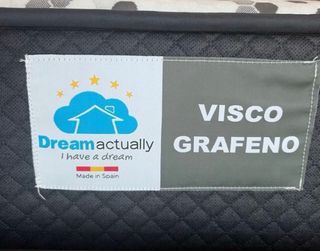 Dreamactually
I have a dream
Made in Spain
VISCO
GRAFENO